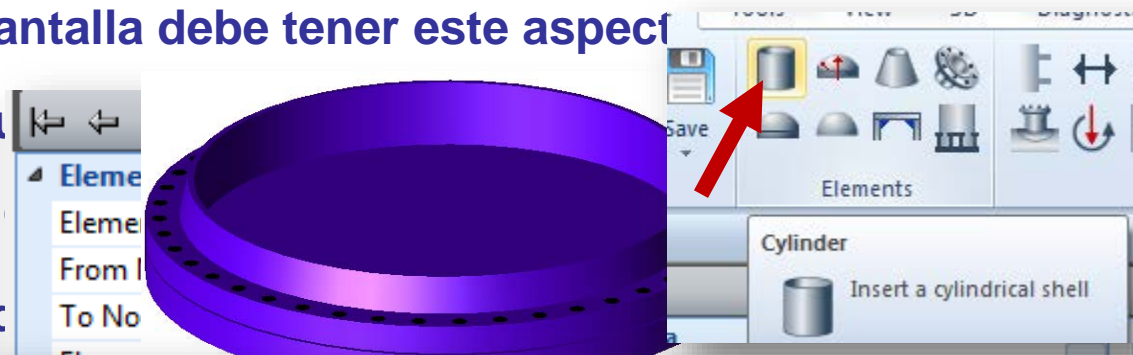 antalla debe tener este aspect
Save
Eleme
Eleme
From
To No
Elements
Cylinder
Insert a cylindrical shell